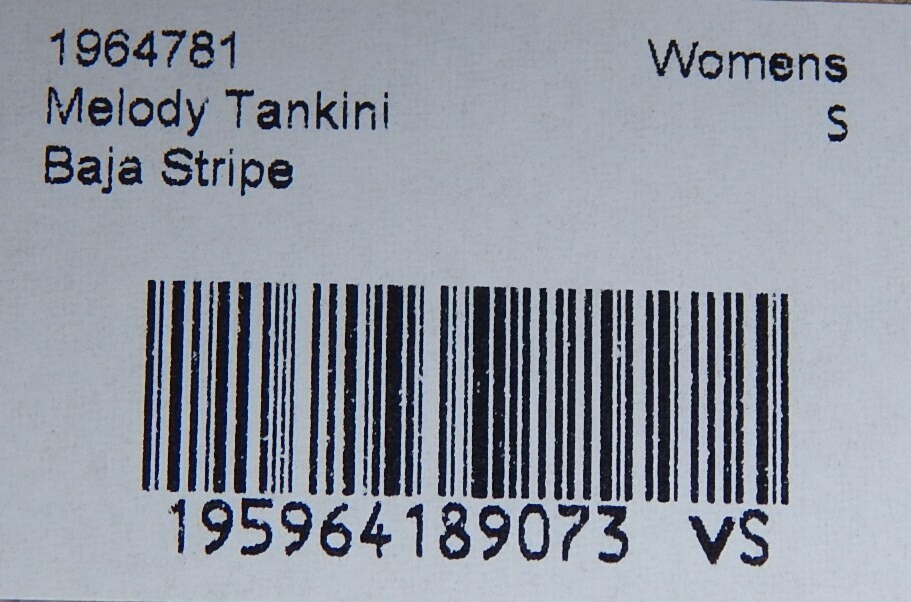 1964781
Melody Tankini
Baja Stripe
Womens
S
195964189073 VS